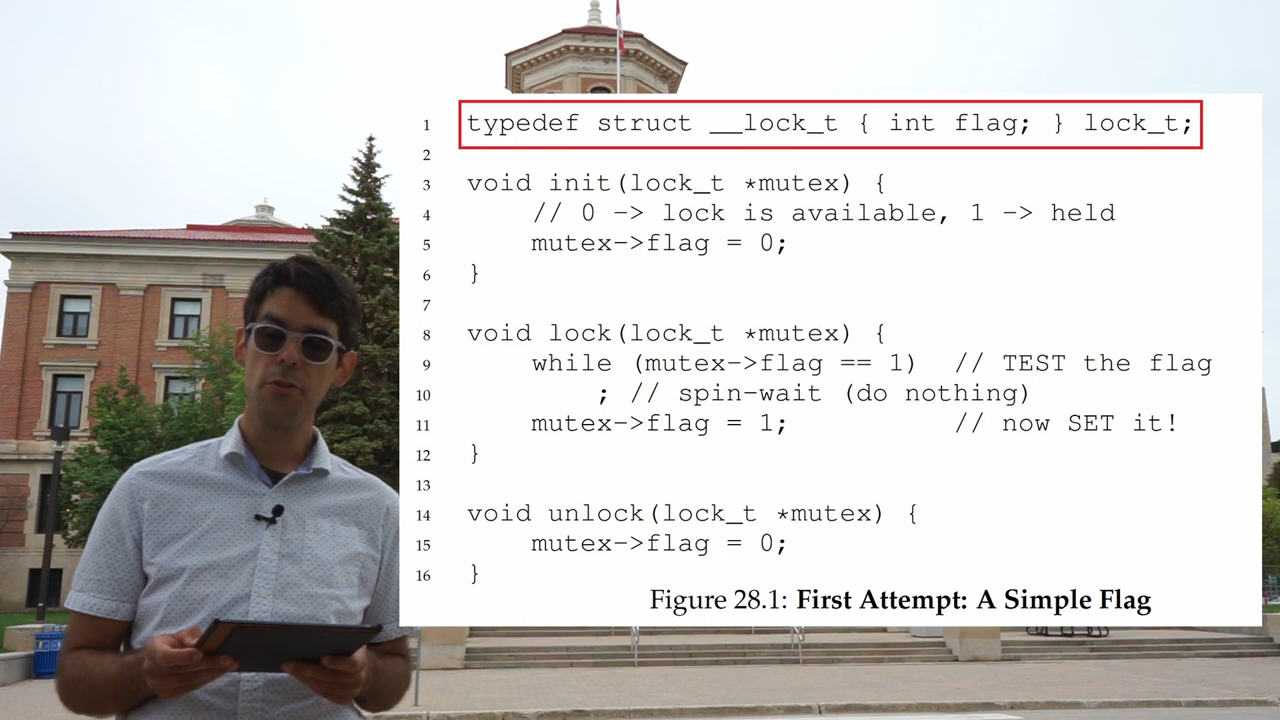 1 typedef struct __lock_t { int flag; } lock_t;
2
3 void init(lock_t *mutex) {
4 // 0 -> lock is available, 1 -> held
5 mutex->flag = 0;
6 }
7
8 void lock(lock_t *mutex) {
9 while (mutex->flag == 1) // TEST the flag
10 ; // spin-wait (do nothing)
11 mutex->flag = 1; // now SET it!
12 }
13
14 void unlock(lock_t *mutex) {
15 mutex->flag = 0;
16 }
Figure 28.1: First Attempt: A Simple Flag